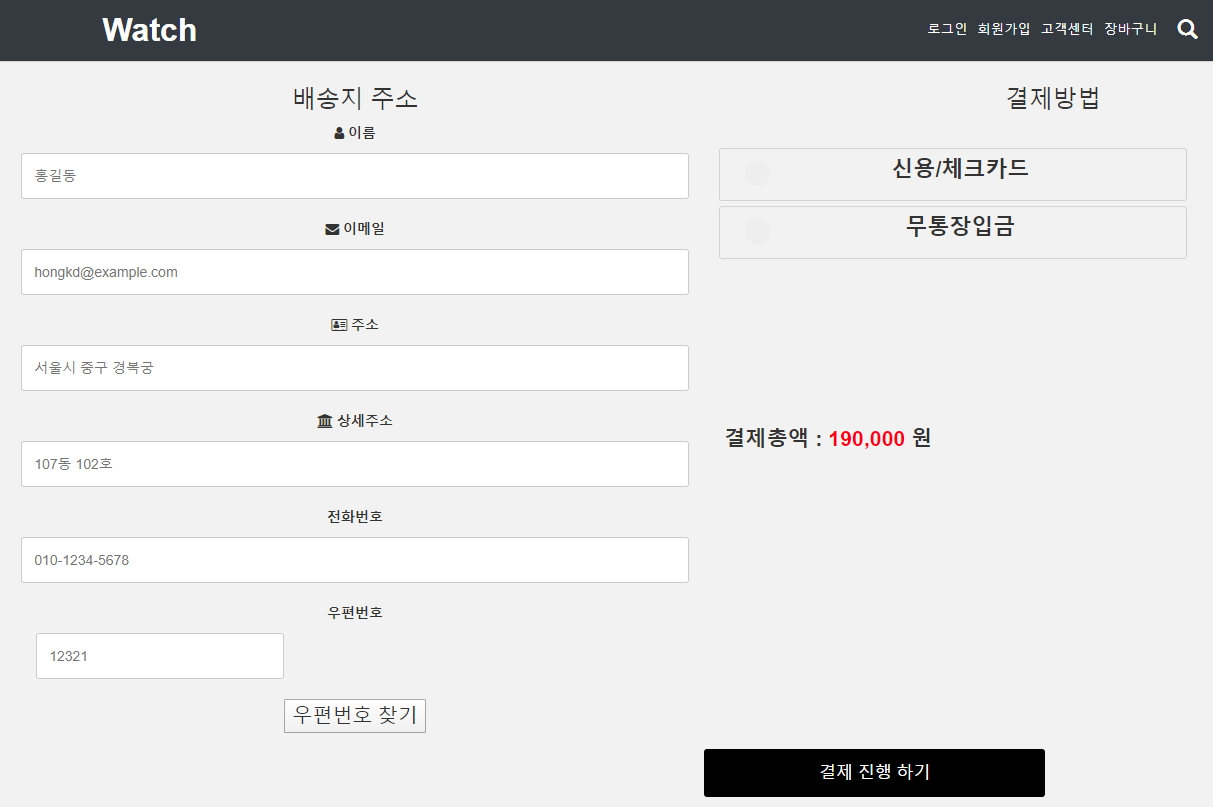 Watch
로그인 회원가입 고객센터 장바구니
배송지 주소
이름
홍길동
이메일
hongkd@example.com
주소
서울시 중구 경복궁
상세주소
107동 102호
전화번호
010-1234-5678
우편번호
12321
우편번호 찾기
결제방법
신용/체크카드
무통장입금
결제총액 : 190,000 원
결제 진행 하기